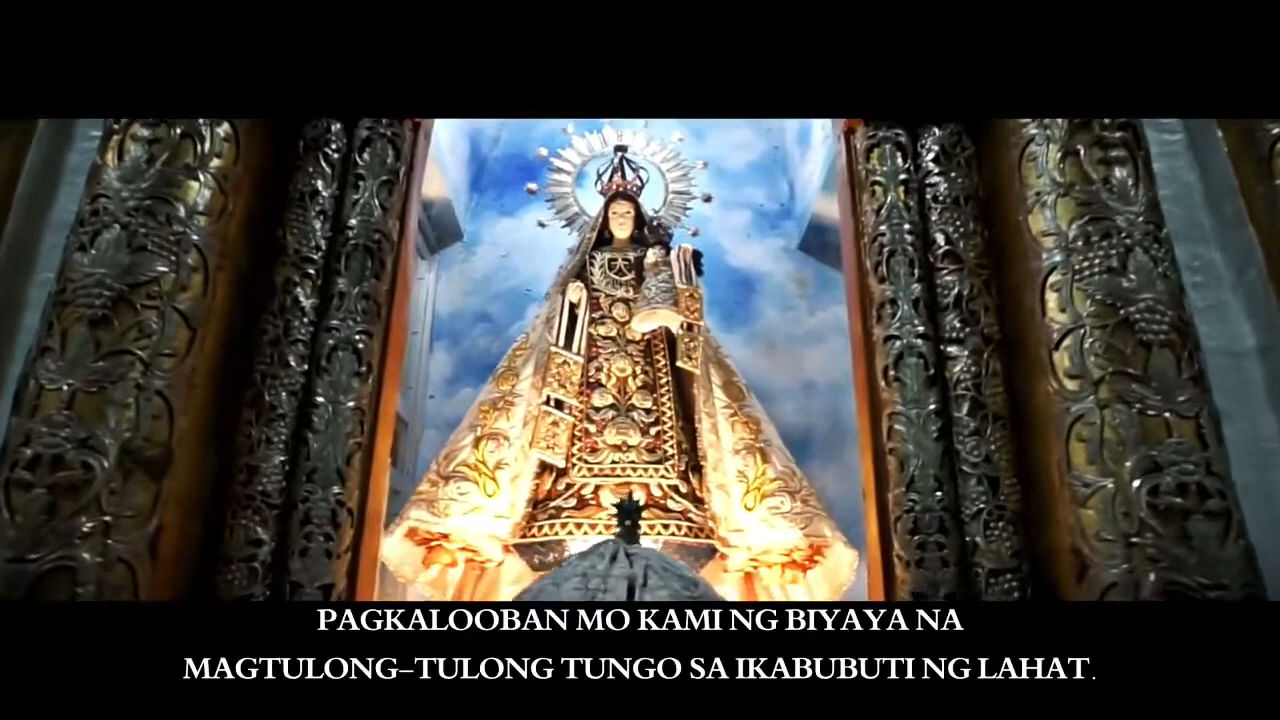 PAGKALOOBAN MO KAMI NG BIYAYA NA
MAGTULONG-TULONG TUNGO SA IKABUBUTI NG LAHAT.